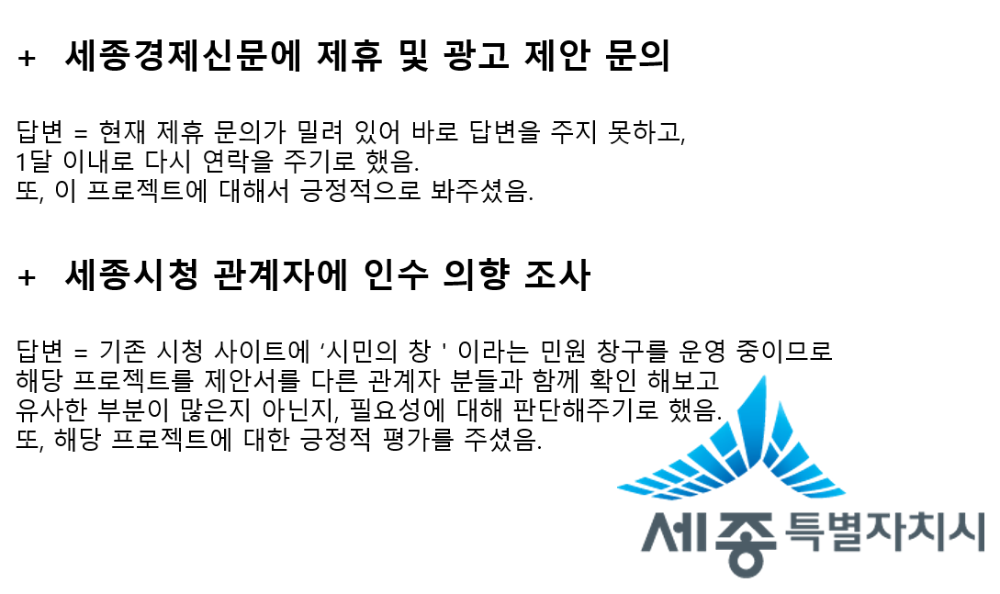 + 세종경제신문에 제휴 및 광고 제안 문의
답변 = 현재 제휴 문의가 밀려 있어 바로 답변을 주지 못하고,
1달 이내로 다시 연락을 주기로 했음.
또, 이 프로젝트에 대해서 긍정적으로 봐주셨음.
+ 세종시청 관계자에 인수 의향 조사
답변 = 기존 시청 사이트에 ‘시민의 창 ' 이라는 민원 창구를 운영 중이므로
해당 프로젝트를 제안서를 다른 관계자 분들과 함께 확인 해보고
유사한 부분이 많은지 아닌지, 필요성에 대해 판단해주기로 했음.
또, 해당 프로젝트에 대한 긍정적 평가를 주셨음.
세종특별자치시